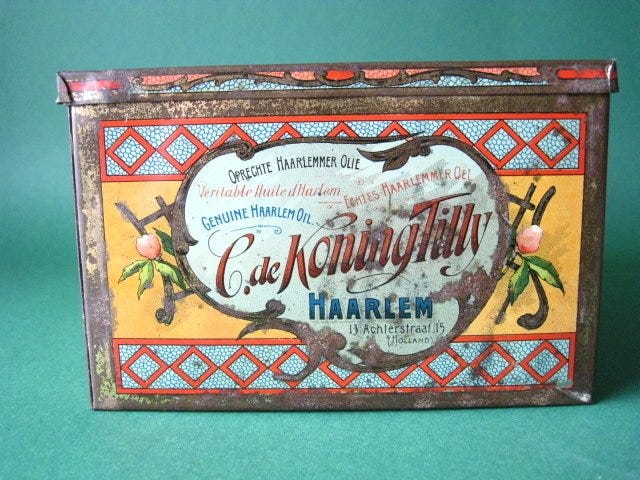 OPRECHTE HAARLEMMER OLIE.
Veritable Huile d'Harlem
ECHTES HAARLEMMER OEL
GENUINE HAARLEM OIL
C. de Koning Tilly
HAARLEM
13 Achterstraat, 15
(HOLLAND)